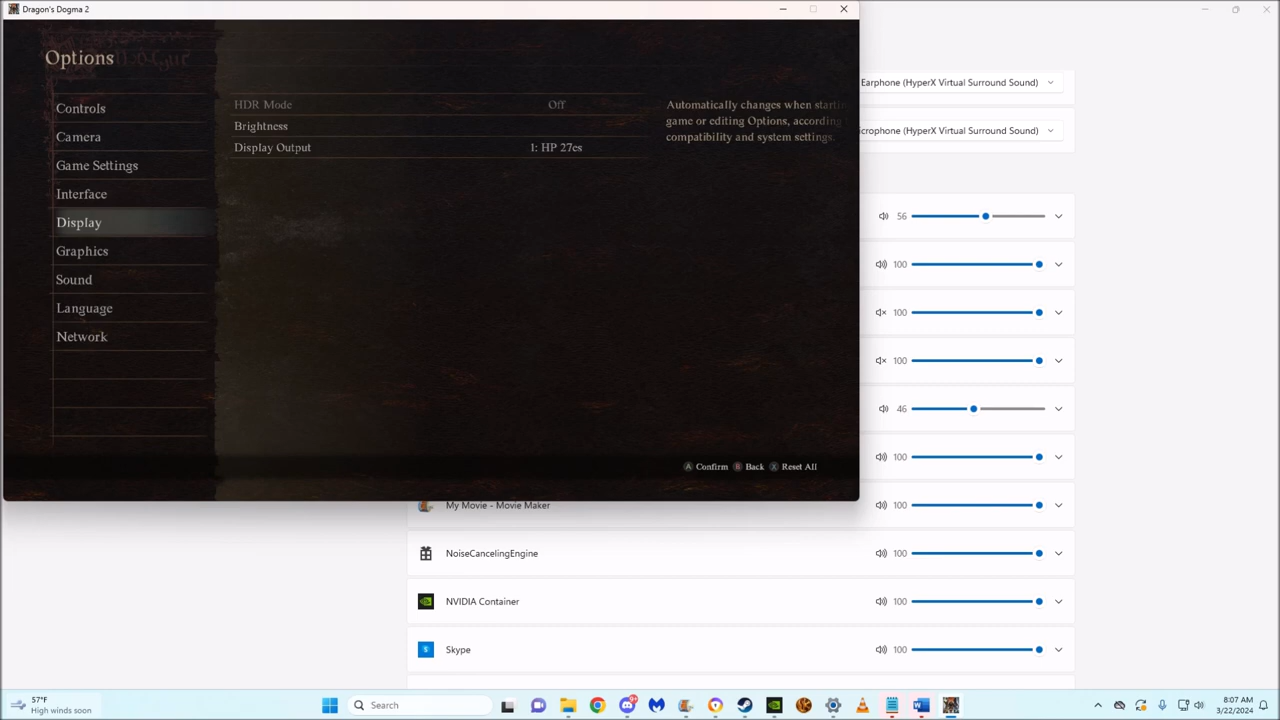 Dragon's Dogma 2
Options
Controls
Camera
Game Settings
Interface
Display
Graphics
Sound
Language
Network
HDR Mode Off
Brightness
Display Output 1: HP 27es
Automatically changes when
game or editing Options,
compatibility and system settings.
A Confirm B Back X Reset All
Earphone (HyperX Virtual Surround Sound)
(HyperX Virtual Surround Sound)
56
100
100
100
46
100
My Movie - Movie Maker 100
NoiseCancelingEngine 100
NVIDIA Container 100
Skype 100
57°F
High winds soon
Search
9+
8:07 AM
3/22/2024